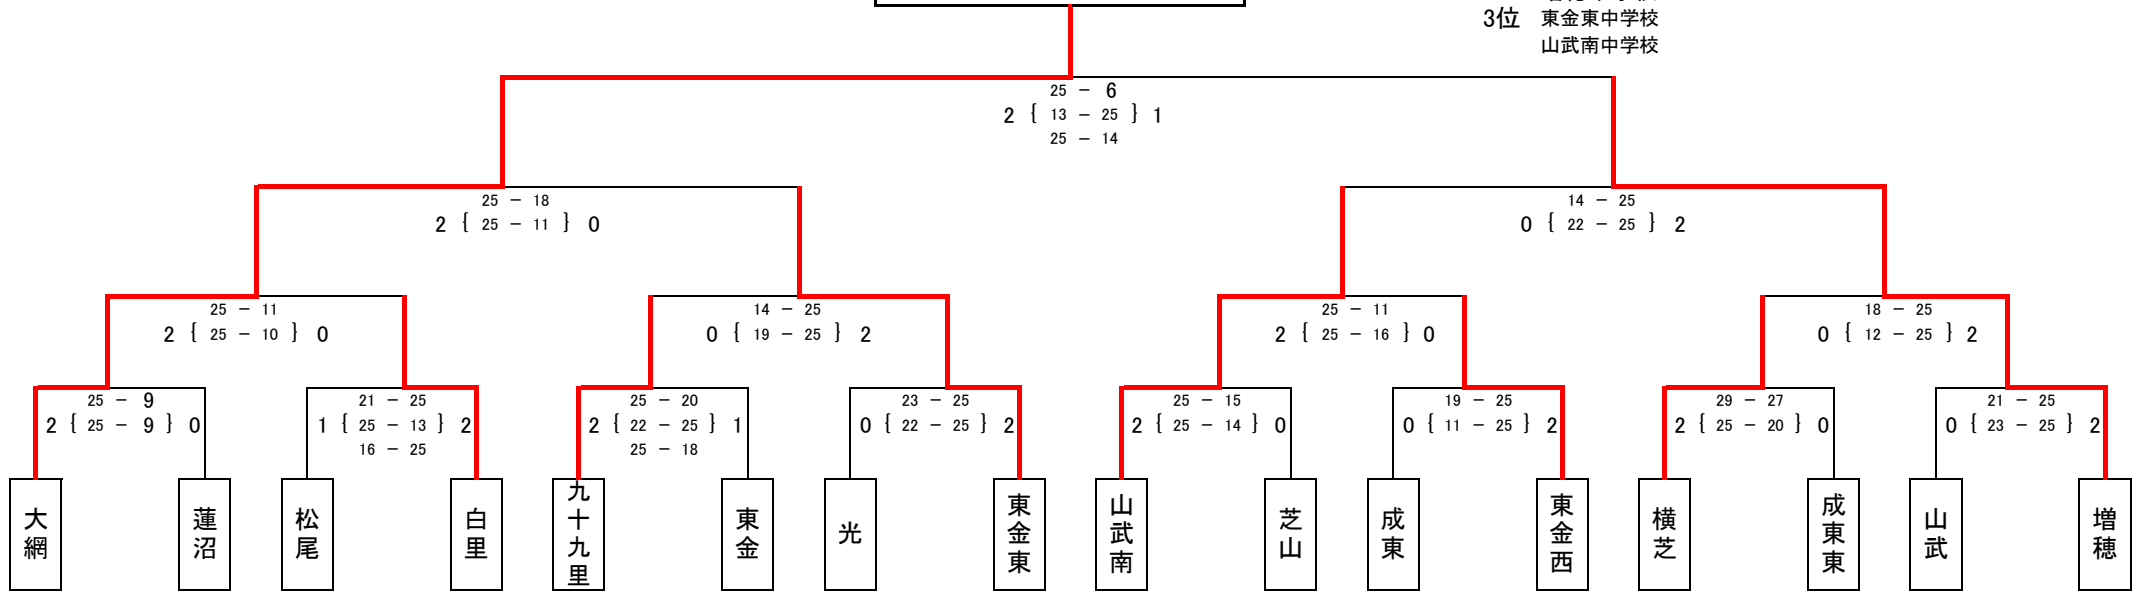 3位 東金東中学校
山武南中学校
25 － 6
2 { 13 － 25 } 1
25 － 14
25 － 18
2 { 25 － 11 } 0
14 － 25
0 { 22 － 25 } 2
25 － 11
2 { 25 － 10 } 0
14 － 25
0 { 19 － 25 } 2
25 － 11
2 { 25 － 16 } 0
18 － 25
0 { 12 － 25 } 2
25 － 9
2 { 25 － 9 } 0
21 － 25
1 { 25 － 13 } 2
16 － 25
25 － 20
2 { 22 － 25 } 1
25 － 18
23 － 25
0 { 22 － 25 } 2
25 － 15
2 { 25 － 14 } 0
19 － 25
0 { 11 － 25 } 2
29 － 27
2 { 25 － 20 } 0
21 － 25
0 { 23 － 25 } 2
大網
蓮沼
松尾
白里
九十九里
東金
光
東金東
山武南
芝山
成東
東金西
横芝
成東東
山武
増穂